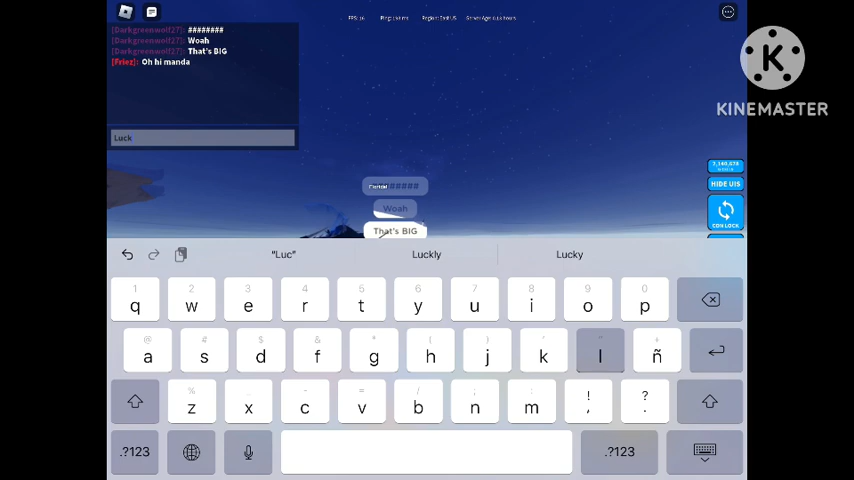 [Darkgreenwolf27]: ########
[Darkgreenwolf27]: Woah
[Darkgreenwolf27]: That's BIG
[Friez]: Oh hi manda
Luck
########
Woah
That's BIG
K
KINEMASTER
HIDE UIS
CON LOCK
"Luc" Luckly Lucky
1 2 3 4 5 6 7 8 9 0
q w e r t y u i o p
@ # $ & * ( ) ' " +
a s d f g h j k l ñ
% - = / ; : ! ?
z x c v b n m , .
.?123 .?123